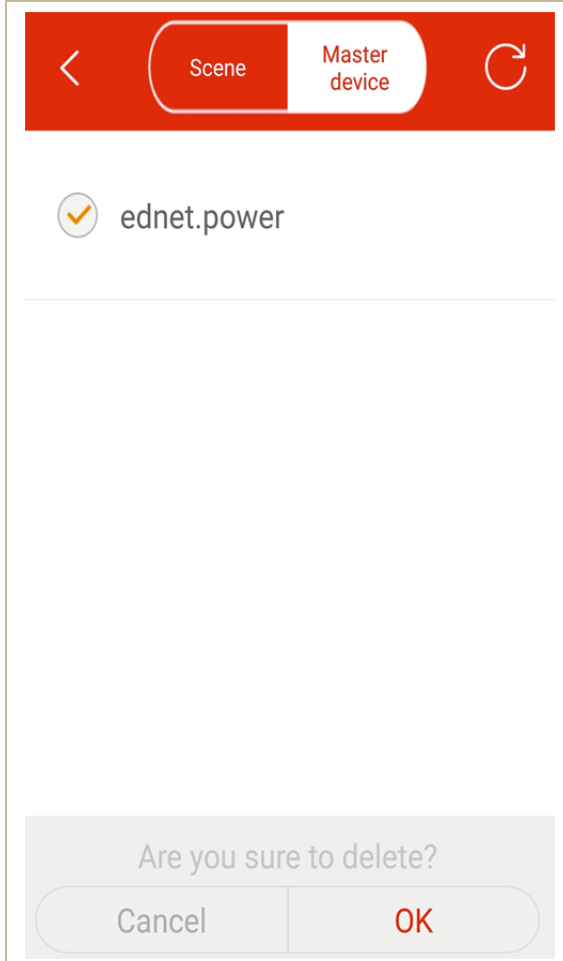 Scene
Master
device
ednet.power
Are you sure to delete?
Cancel
OK